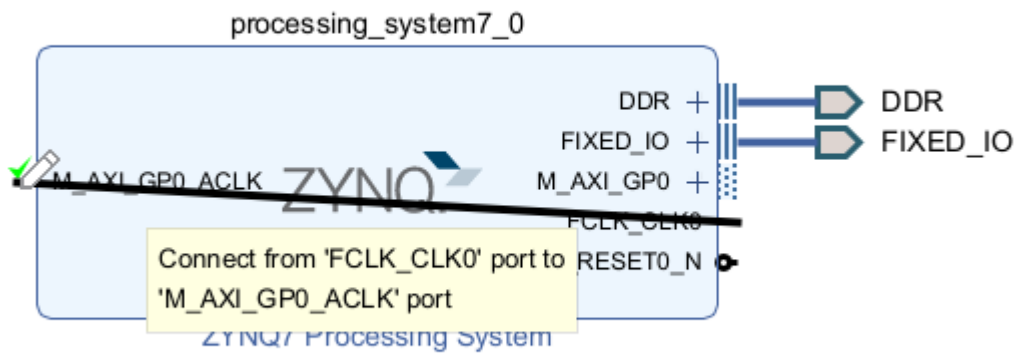 processing_system7_0
DDR
DDR
FIXED_IO
FIXED_IO
M_AXI_GP0_ACLK
ZYNQ
M_AXI_GP0
FCLK_CLK0
Connect from 'FCLK_CLK0' port to
'M_AXI_GP0_ACLK' port
RESET0_N
ZYNQ7 Processing System